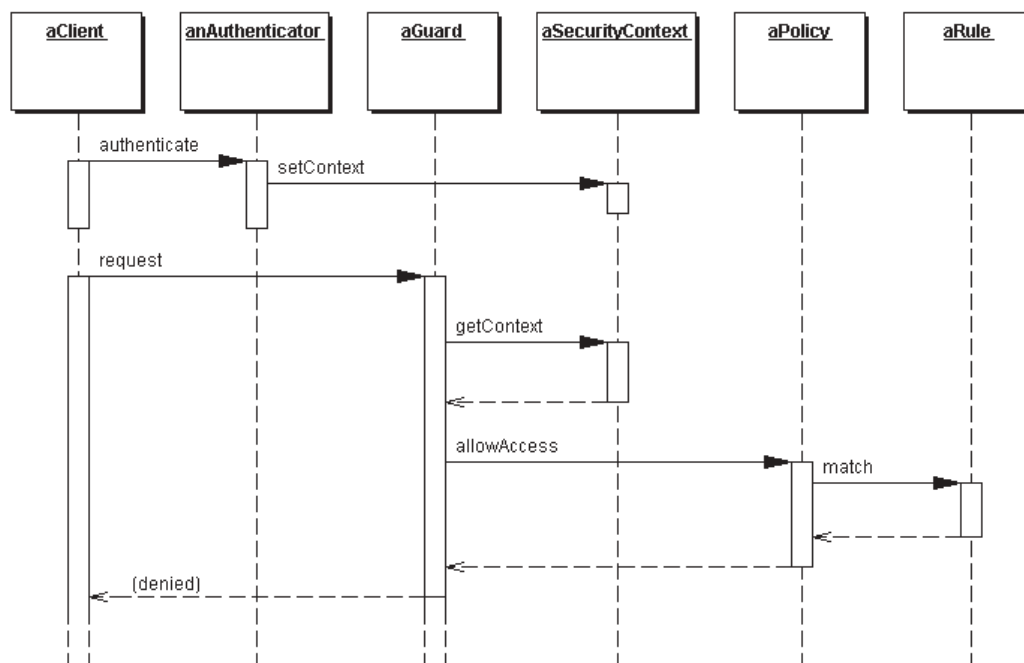 aClient
anAuthenticator
aGuard
aSecurityContext
aPolicy
aRule
authenticate
setContext
request
getContext
allowAccess
match
(denied)